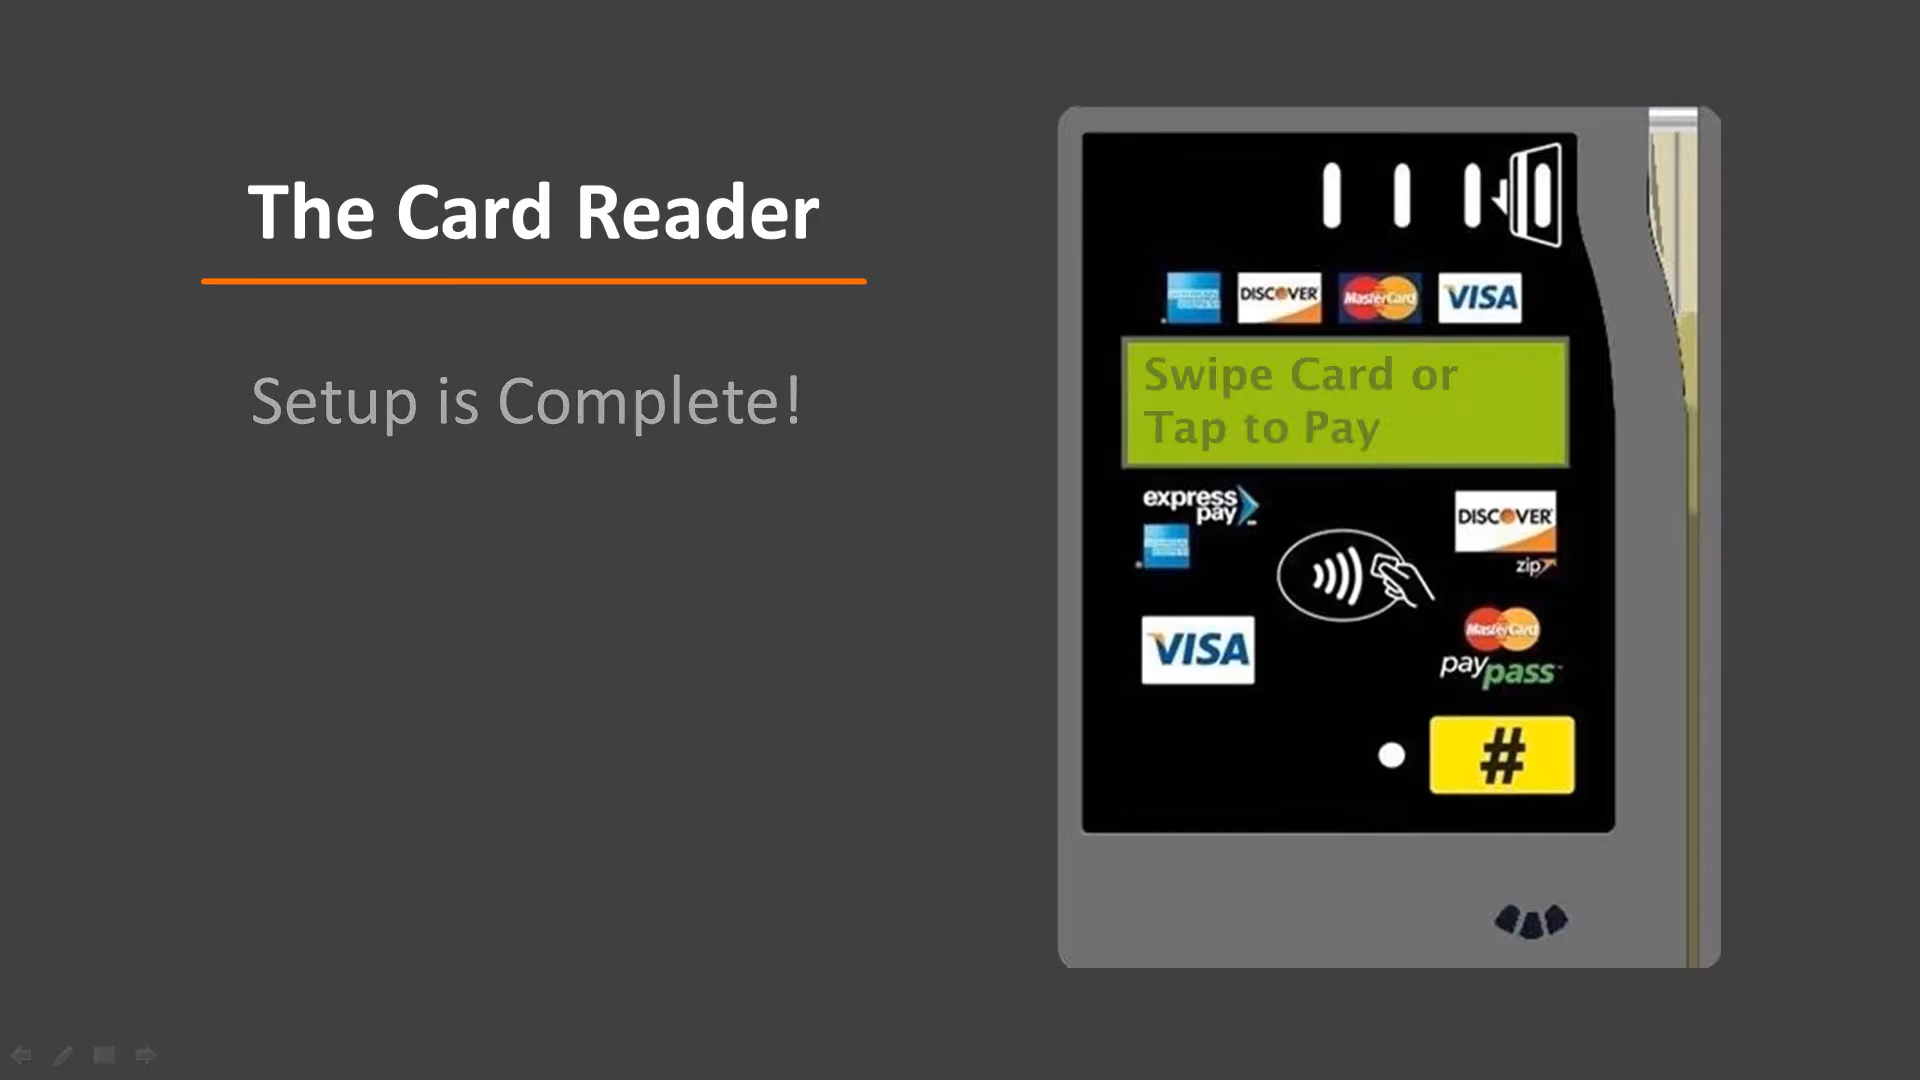 The Card Reader
Setup is Complete!
DISCOVER
MasterCard
VISA
Swipe Card or
Tap to Pay
express
pay
DISCOVER
zip
VISA
MasterCard
paypass
#